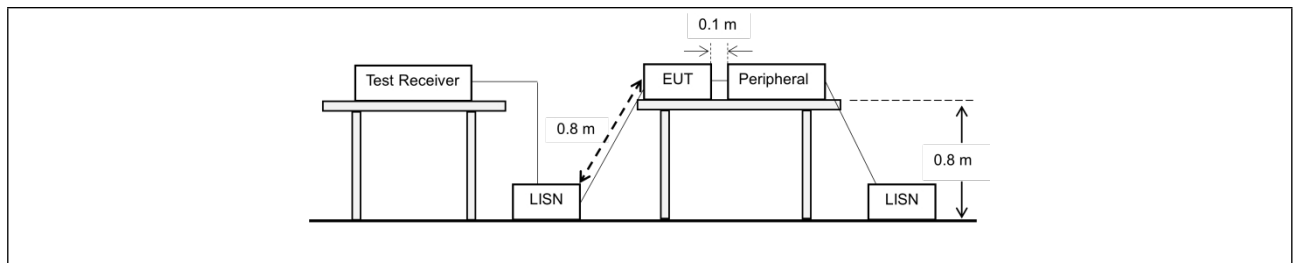 0.1 m
Test Receiver
EUT
Peripheral
0.8 m
0.8 m
LISN
LISN